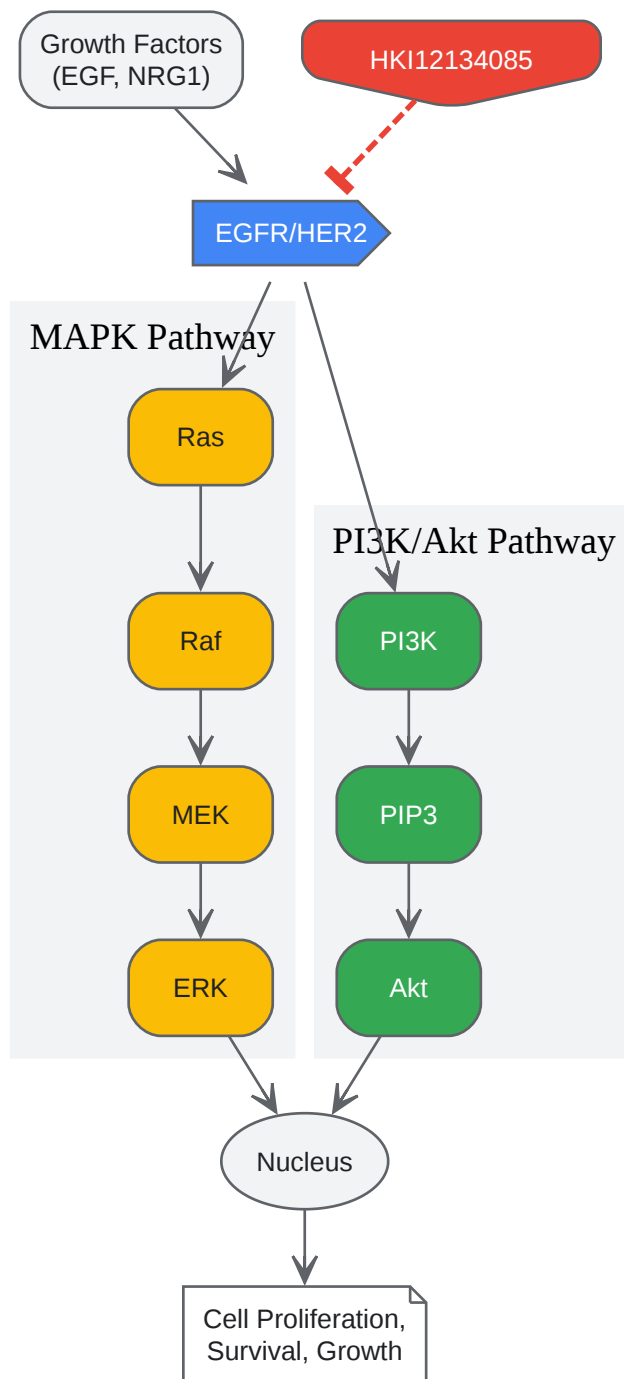 Growth Factors
(EGF, NRG1)
HKI12134085
EGFR/HER2
MAPK Pathway
Ras
PI3K/Akt Pathway
Raf
PI3K
MEK
PIP3
ERK
Akt
Nucleus
Cell Proliferation,
Survival, Growth